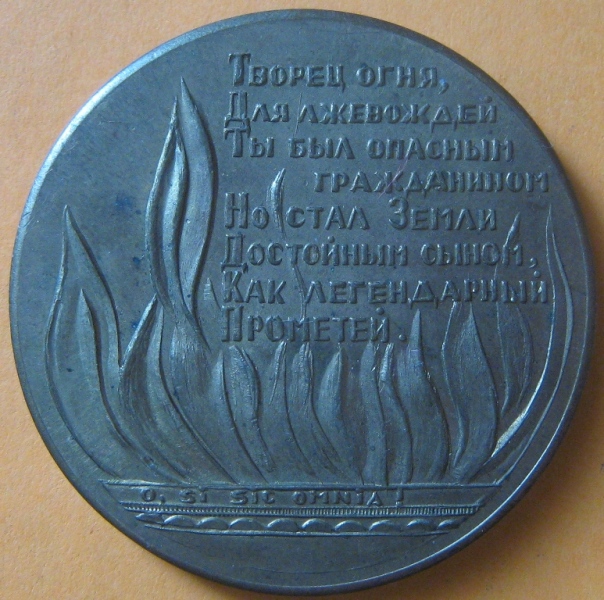 Творец огня,
Для лжевождей
Ты был опасным
гражданином
Но стал Земли
Достойным сыном,
Как легендарный
Прометей.
O, SI SIC OMNIA!